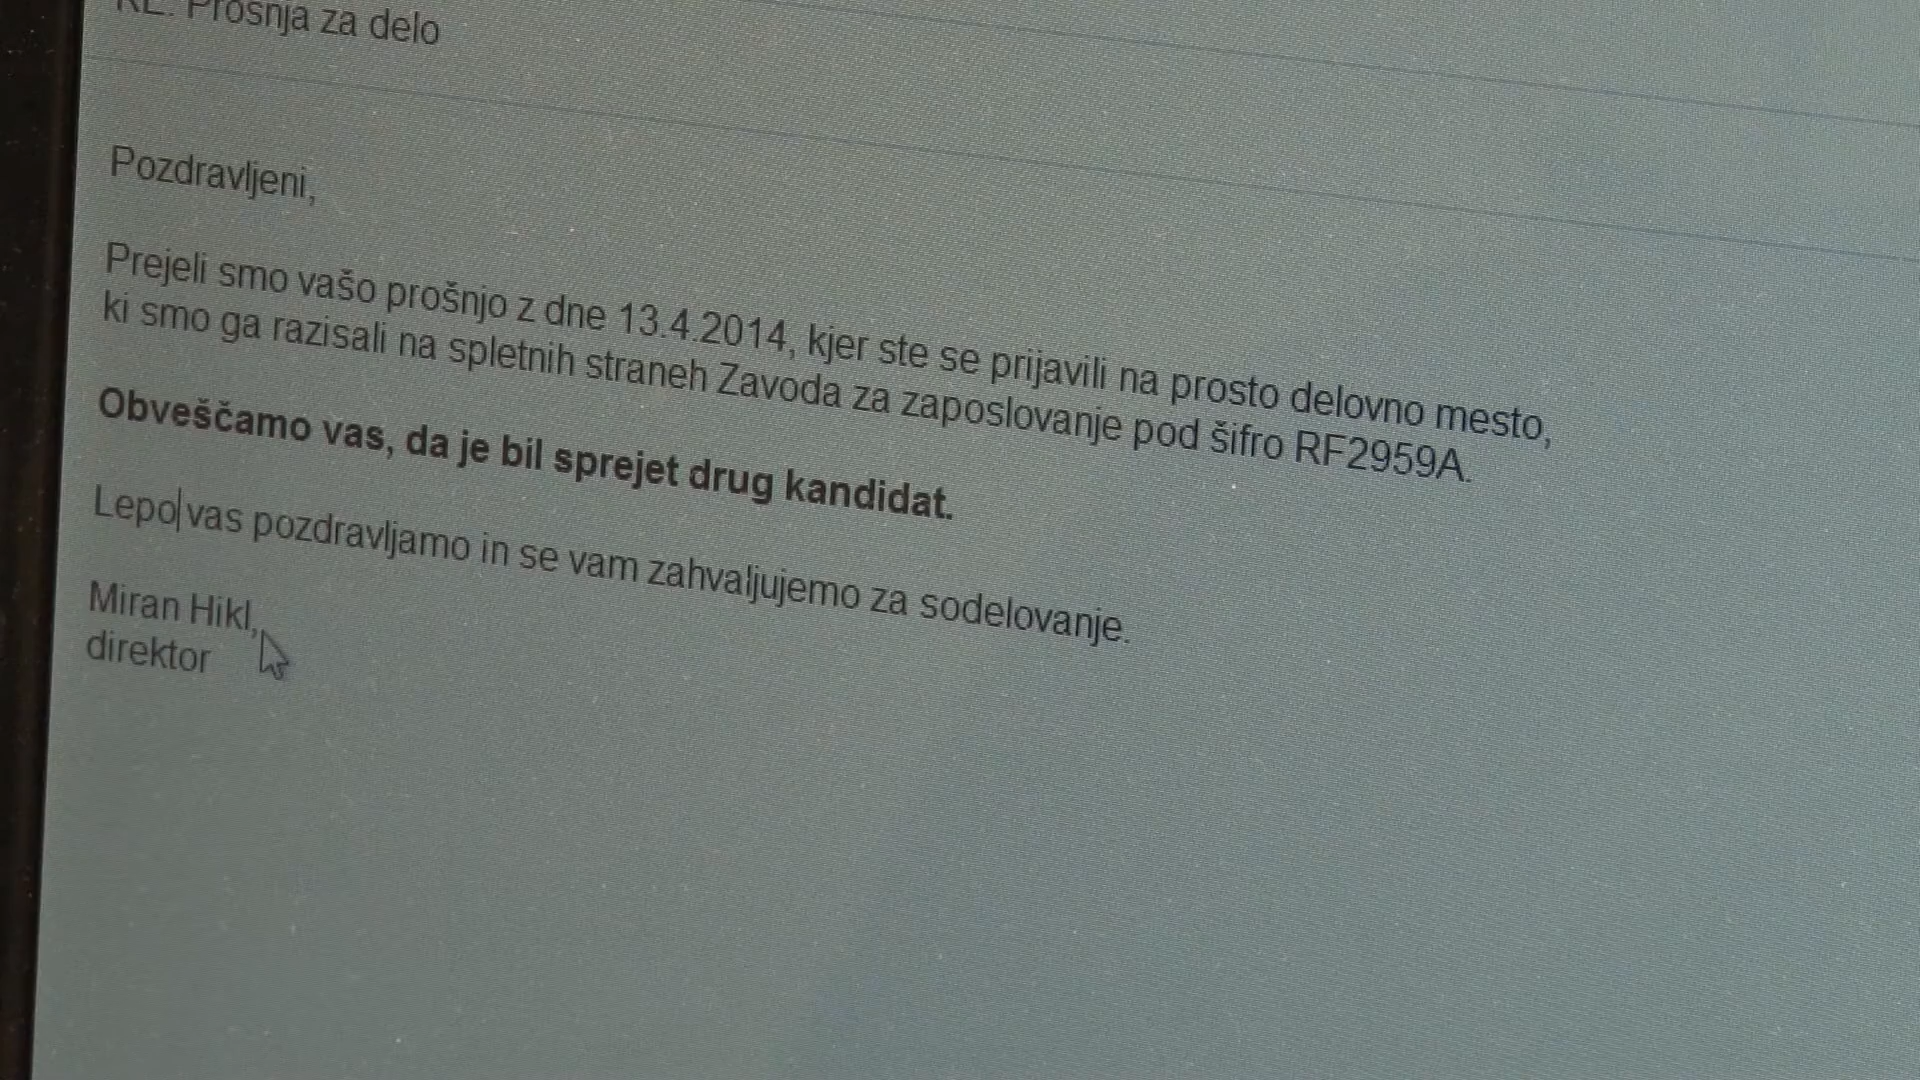 RE: Prošnja za delo
Pozdravljeni,
Prejeli smo vašo prošnjo z dne 13.4.2014, kjer ste se prijavili na prosto delovno mesto,
ki smo ga razisali na spletnih straneh Zavoda za zaposlovanje pod šifro RF2959A.
Obveščamo vas, da je bil sprejet drug kandidat.
Lepo vas pozdravljamo in se vam zahvaljujemo za sodelovanje.
Miran Hikl,
direktor